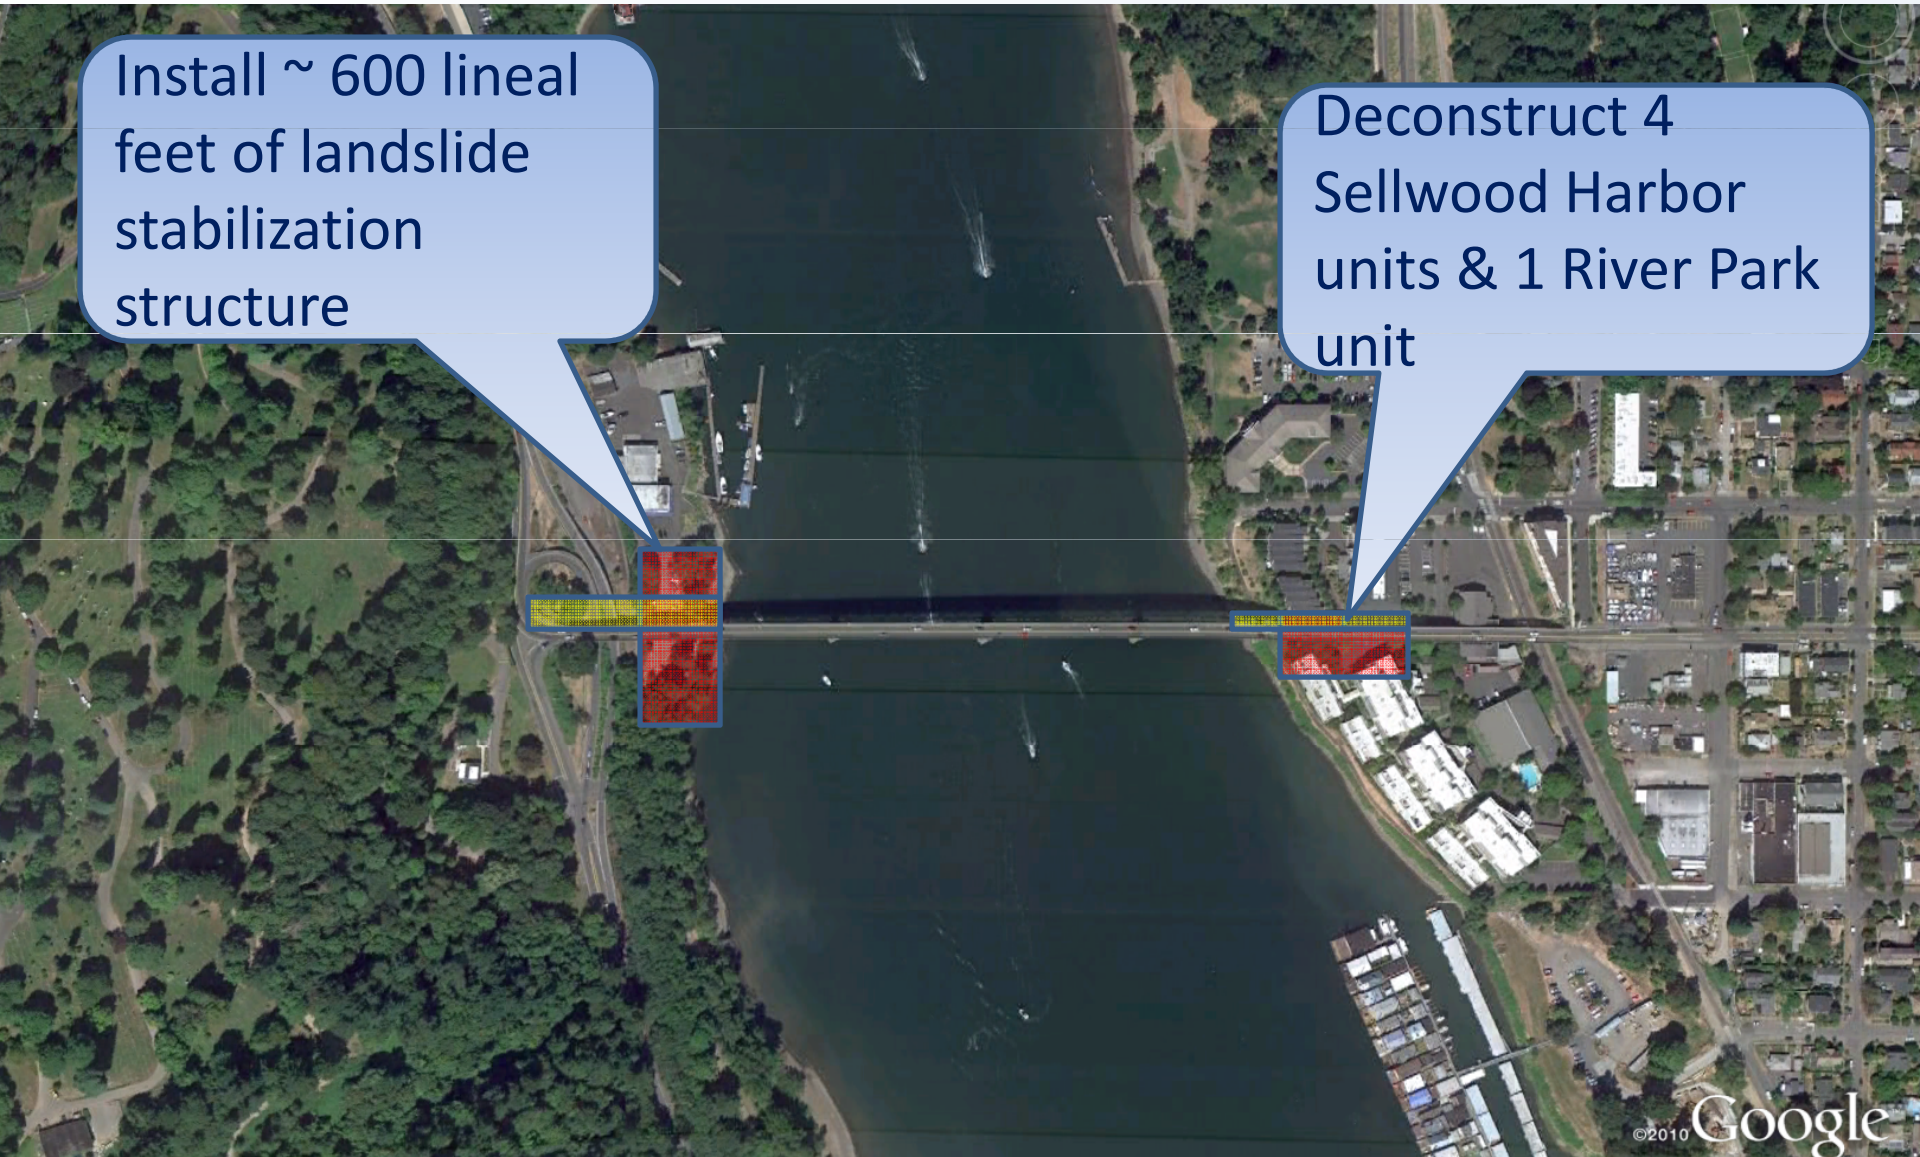 Install ~ 600 lineal
feet of landslide
stabilization
structure
Deconstruct 4
Sellwood Harbor
units & 1 River Park
unit
©2010 Google